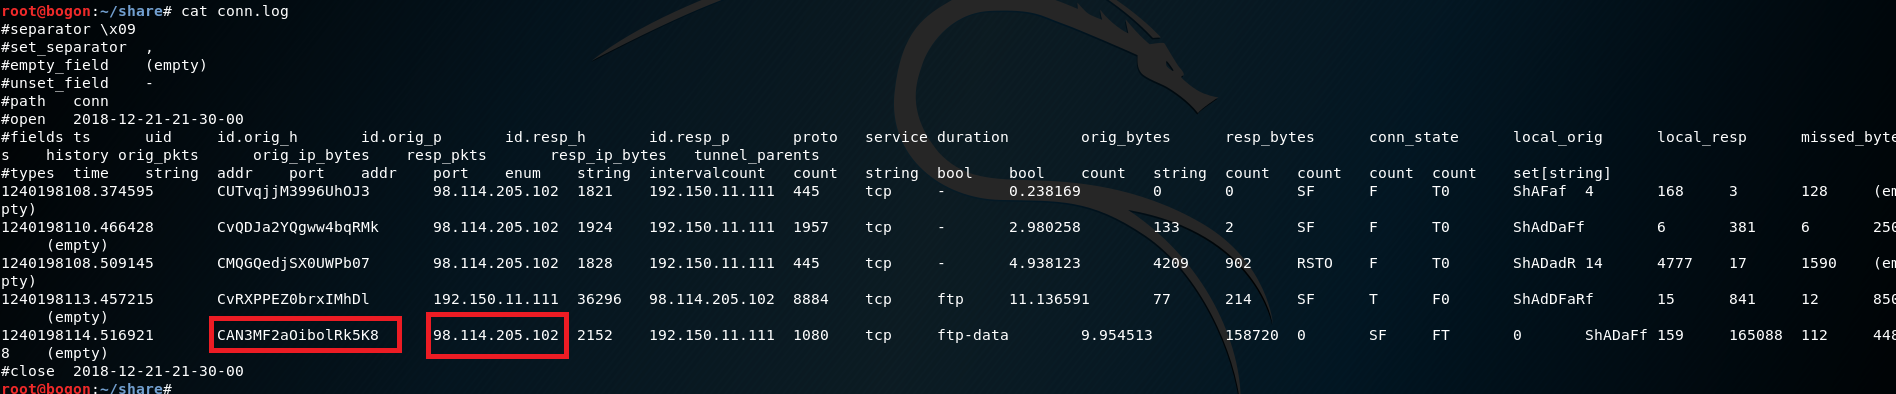 root@bogon:~/share# cat conn.log
#separator \x09
#set_separator	,
#empty_field	(empty)
#unset_field	-
#path	conn
#open	2018-12-21-21-30-00
#fields	ts	uid	id.orig_h	id.orig_p	id.resp_h	id.resp_p	proto	service	duration	orig_bytes	resp_bytes	conn_state	local_orig	local_resp	missed_byte
s	history	orig_pkts	orig_ip_bytes	resp_pkts	resp_ip_bytes	tunnel_parents
#types	time	string	addr	port	addr	port	enum	string	intervalcount	count	string	bool	bool	count	string	count	count	count	count	set[string]
1240198108.374595	CUTvqjjM3996UhOJ3	98.114.205.102	1821	192.150.11.111	445	tcp	-	0.238169	0	0	SF	F	T0	ShAFaf	4	168	3	128	(em
pty)
1240198110.466428	CvQDJa2YQgww4bqRMk	98.114.205.102	1924	192.150.11.111	1957	tcp	-	2.980258	133	2	SF	F	T0	ShAdDaFf	6	381	6	250
(empty)
1240198108.509145	CMQGQedjSX0UWPb07	98.114.205.102	1828	192.150.11.111	445	tcp	-	4.938123	4209	902	RSTO	F	T0	ShADadR	14	4777	17	1590	(em
pty)
1240198113.457215	CvRXPPEZ0brxIMhDl	192.150.11.111	36296	98.114.205.102	8884	tcp	ftp	11.136591	77	214	SF	T	F0	ShAdDFaRf	15	841	12	850
(empty)
1240198114.516921	CAN3MF2aOibolRk5K8	98.114.205.102	2152	192.150.11.111	1080	tcp	ftp-data	9.954513	158720	0	SF	FT	0	ShADaFf	159	165088	112	448
8	(empty)
#close	2018-12-21-21-30-00
root@bogon:~/share#